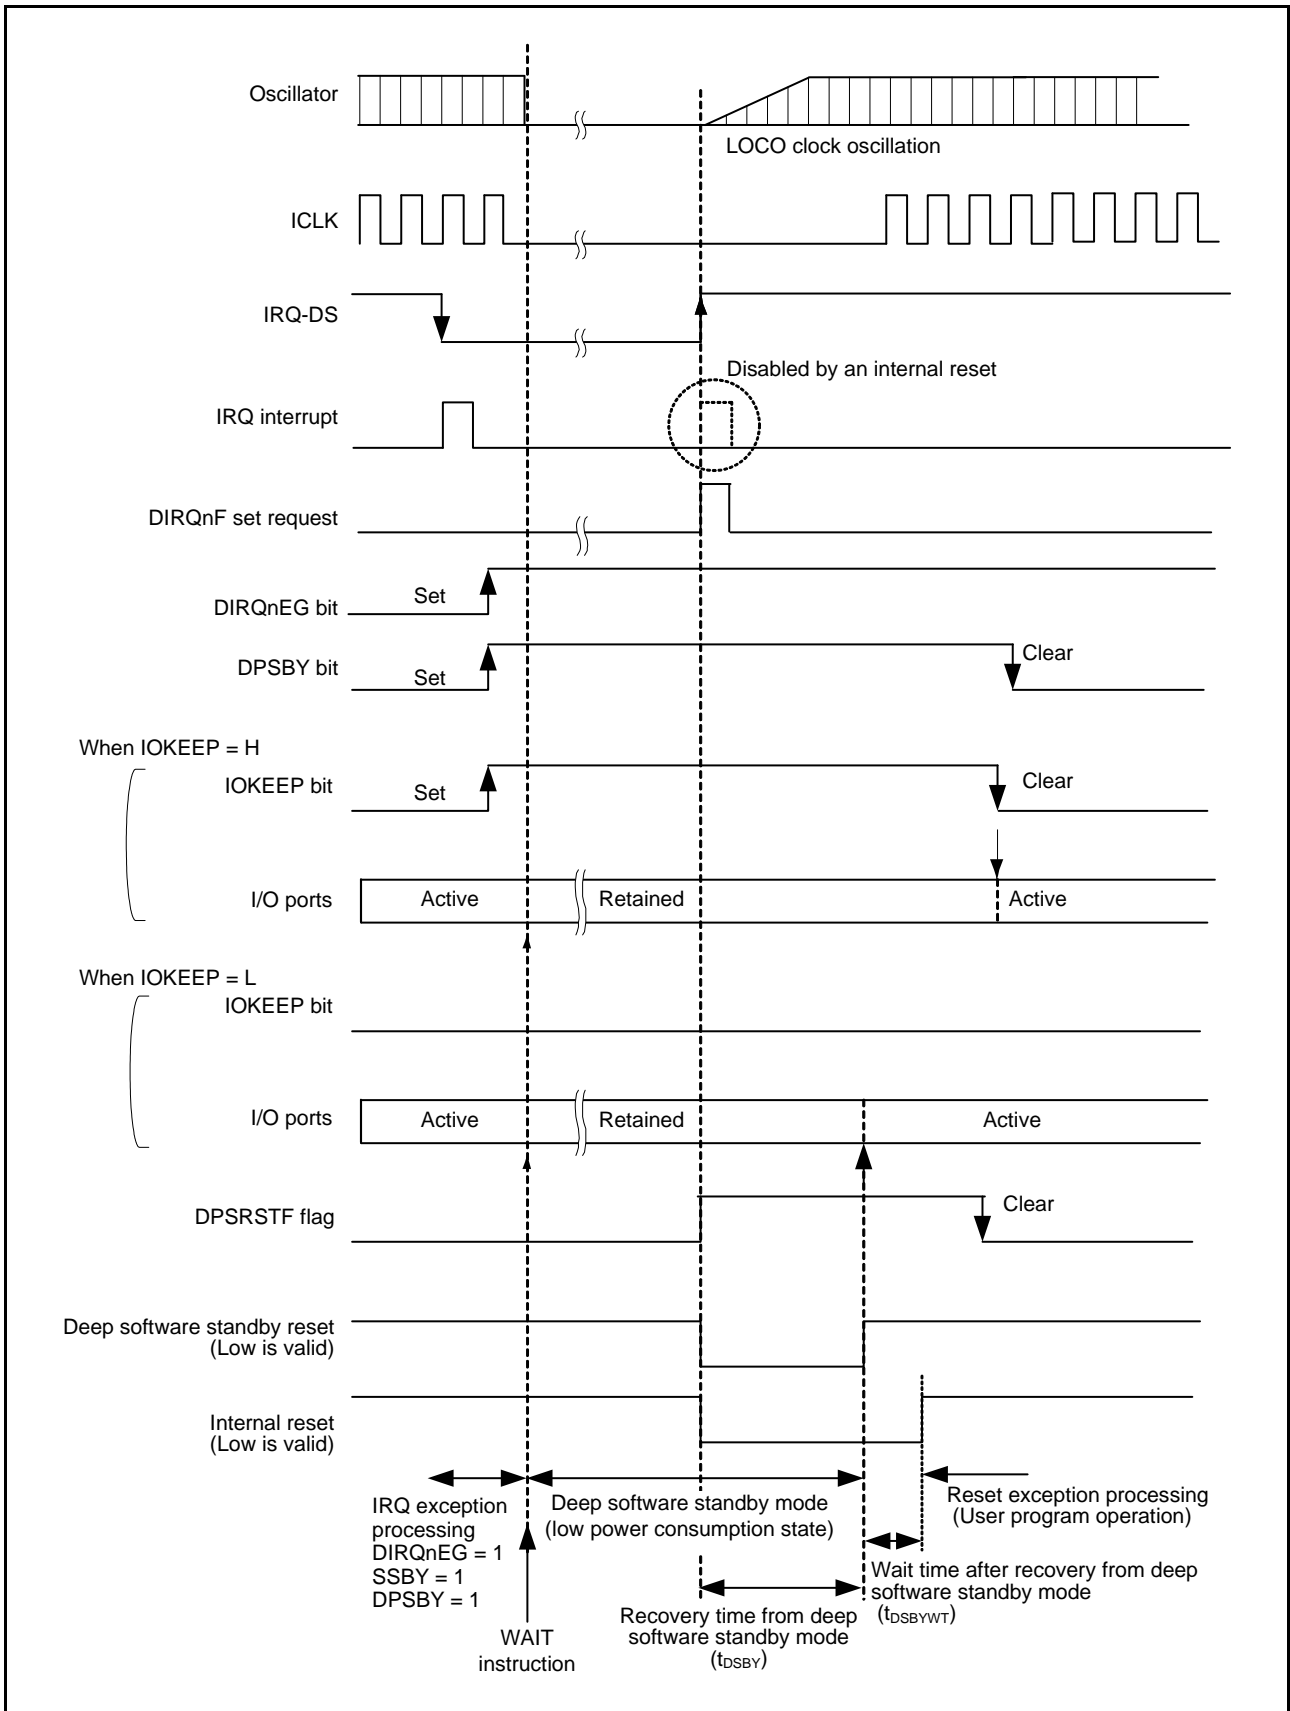 Oscillator
LOCO clock oscillation
ICLK
IRQ-DS
Disabled by an internal reset
IRQ interrupt
DIRQnF set request
DIRQnEG bit
Set
DPSBY bit
Set
Clear
When IOKEEP = H
IOKEEP bit
Set
Clear
I/O ports
Active
Retained
Active
When IOKEEP = L
IOKEEP bit
I/O ports
Active
Retained
Active
DPSRSTF flag
Clear
Deep software standby reset
(Low is valid)
Internal reset
(Low is valid)
IRQ exception
processing
DIRQnEG = 1
SSBY = 1
DPSBY = 1
Deep software standby mode
(low power consumption state)
Reset exception processing
(User program operation)
Wait time after recovery from deep
software standby mode
(tDSBYWT)
Recovery time from deep
software standby mode
(tDSBY)
WAIT
instruction